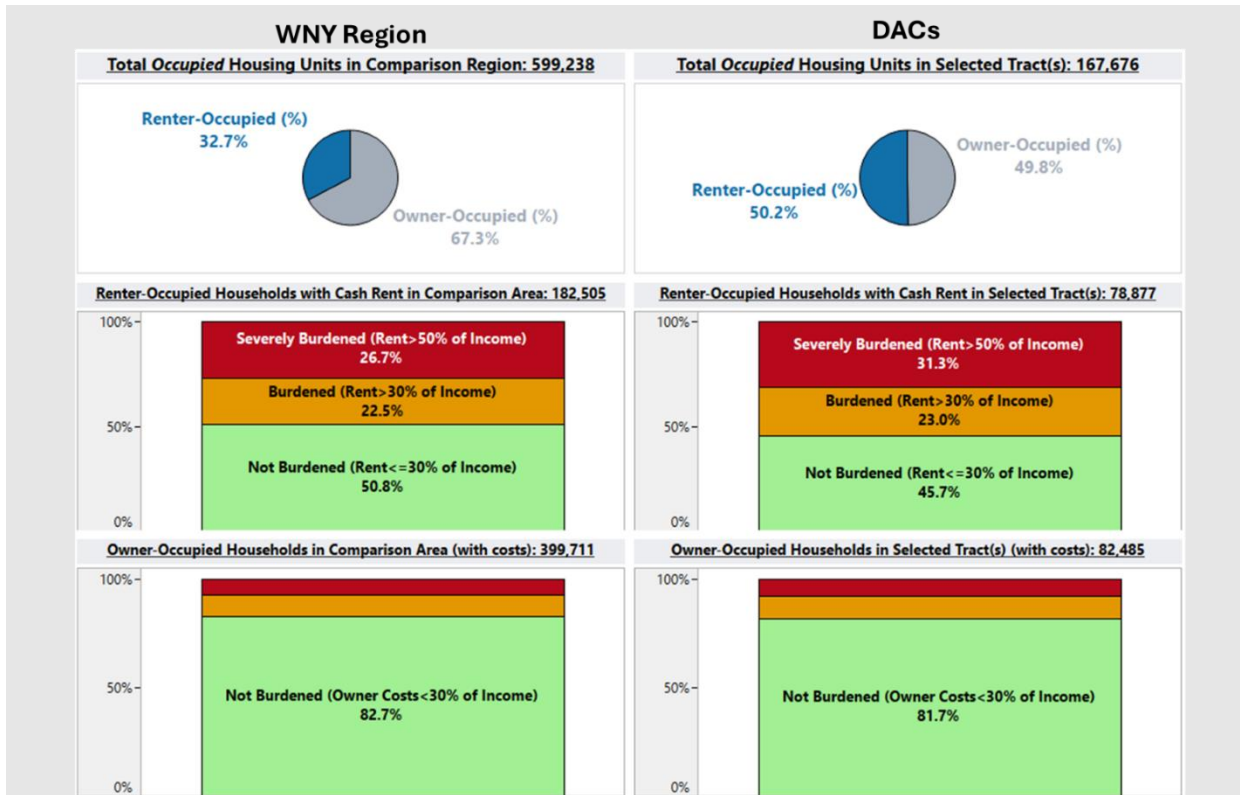 WNY Region
DACs
Total Occupied Housing Units in Comparison Region: 599,238
Total Occupied Housing Units in Selected Tract(s): 167,676
Renter-Occupied (%)
32.7%
Owner-Occupied (%)
67.3%
Owner-Occupied (%)
49.8%
Renter-Occupied (%)
50.2%
Renter-Occupied Households with Cash Rent in Comparison Area: 182,505
Renter-Occupied Households with Cash Rent in Selected Tract(s): 78,877
100%
50%
0%
Severely Burdened (Rent>50% of Income)
26.7%
Burdened (Rent>30% of Income)
22.5%
Not Burdened (Rent<=30% of Income)
50.8%
100%
50%
0%
Severely Burdened (Rent>50% of Income)
31.3%
Burdened (Rent>30% of Income)
23.0%
Not Burdened (Rent<=30% of Income)
45.7%
Owner-Occupied Households in Comparison Area (with costs): 399,711
Owner-Occupied Households in Selected Tract(s) (with costs): 82,485
100%
50%
0%
Not Burdened (Owner Costs<30% of Income)
82.7%
100%
50%
0%
Not Burdened (Owner Costs<30% of Income)
81.7%